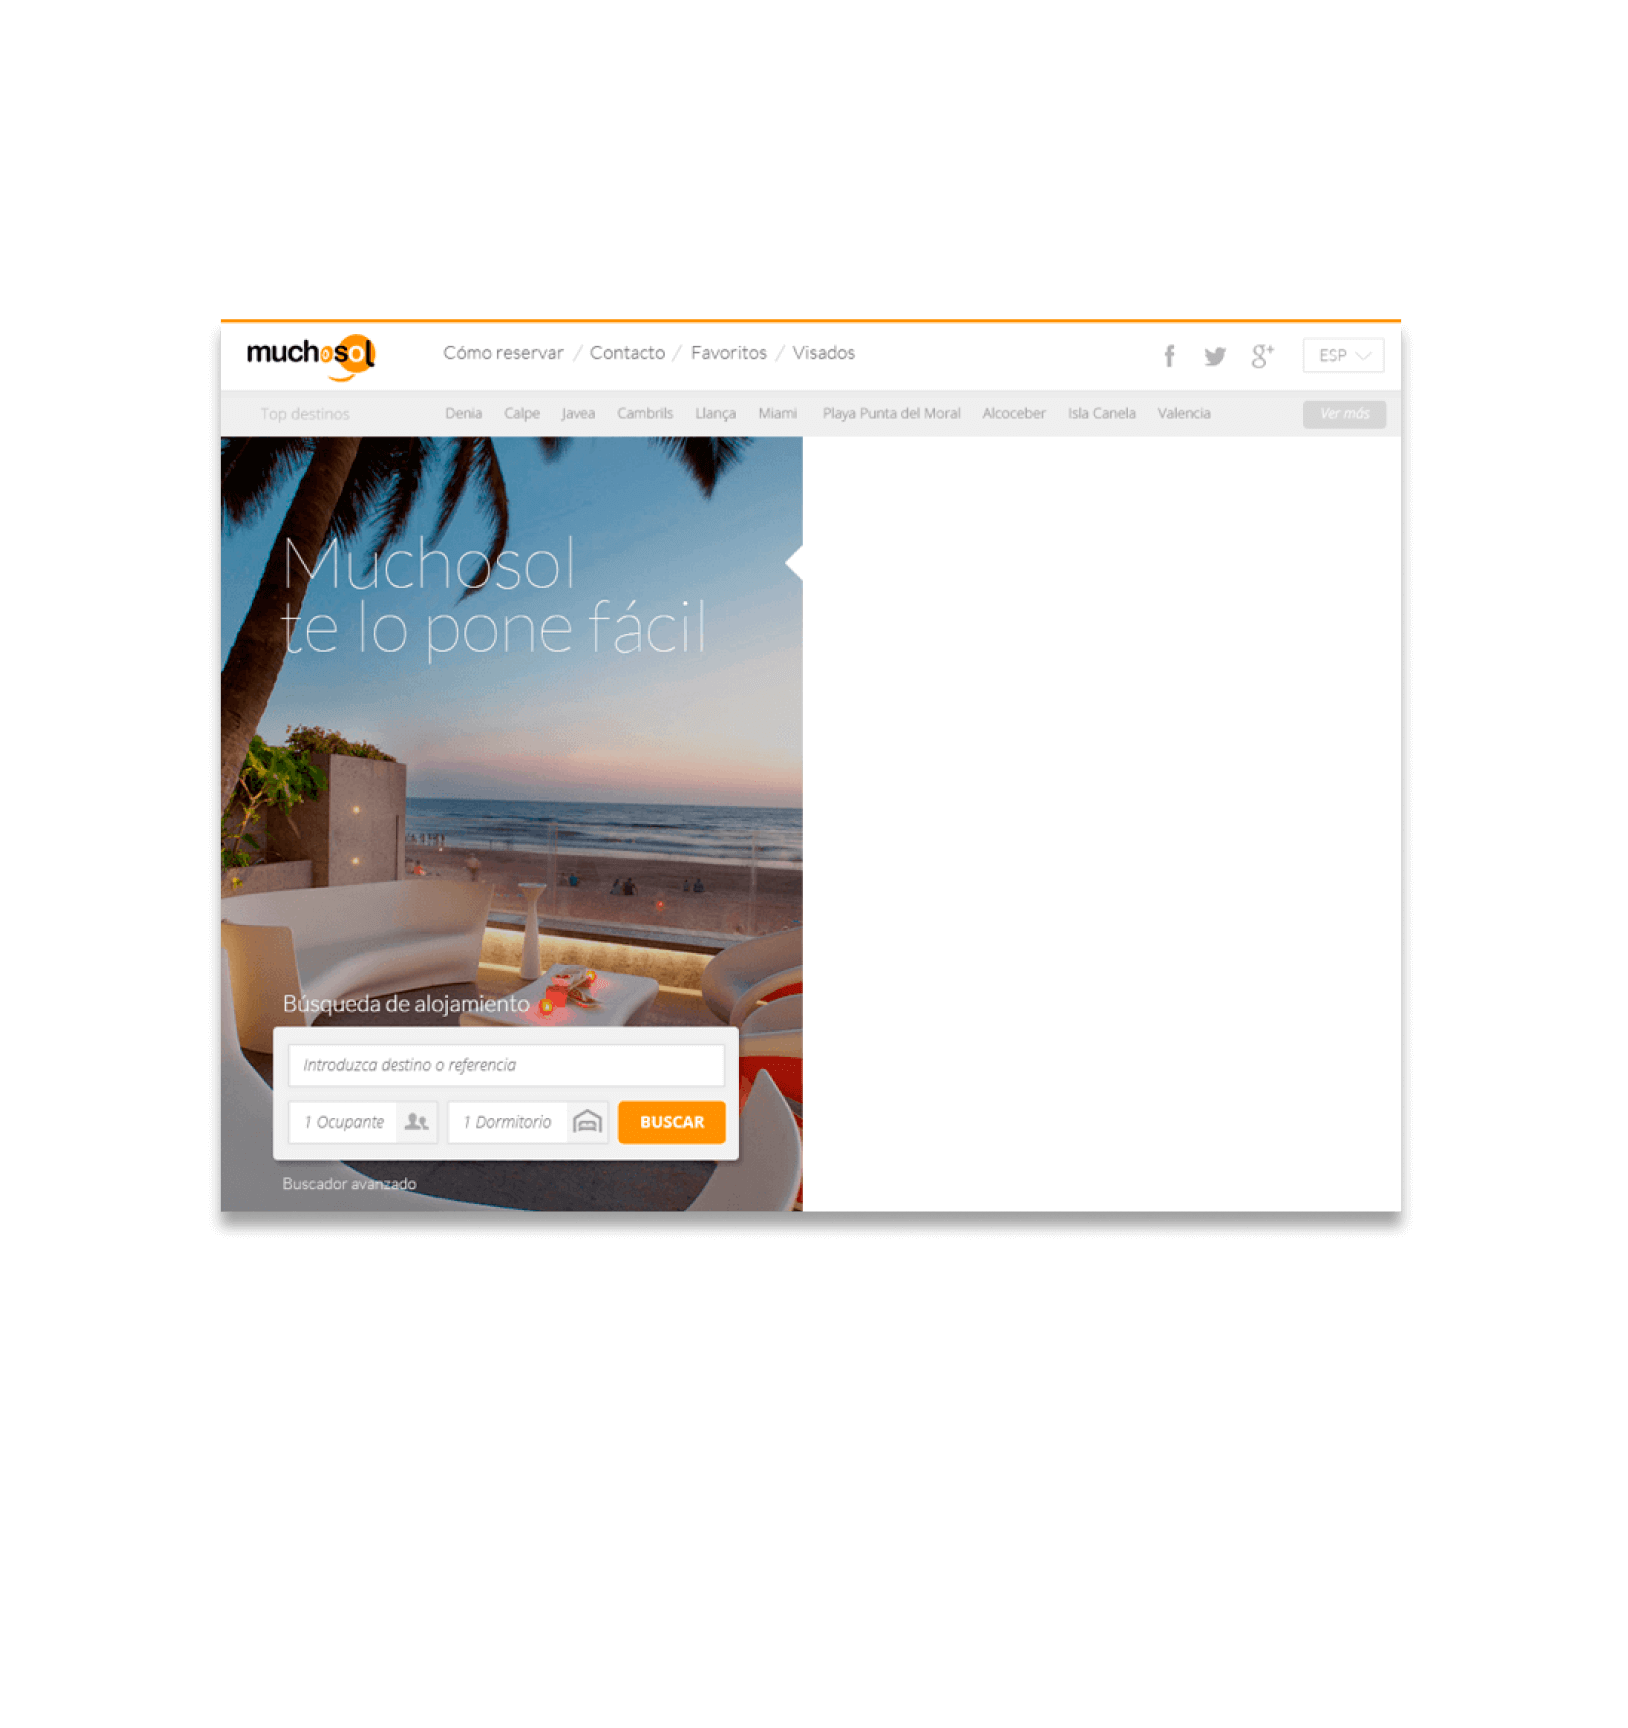 muchosol
Cómo reservar / Contacto / Favoritos / Visados
ESP
Top destinos Denia Calpe Javea Cambrils Llança Miami Playa Punta del Moral Alcoceber Isla Canela Valencia Ver más
Muchosol
te lo pone fácil
Búsqueda de alojamiento
Introduzca destino o referencia
1 Ocupante 1 Dormitorio BUSCAR
Buscador avanzado